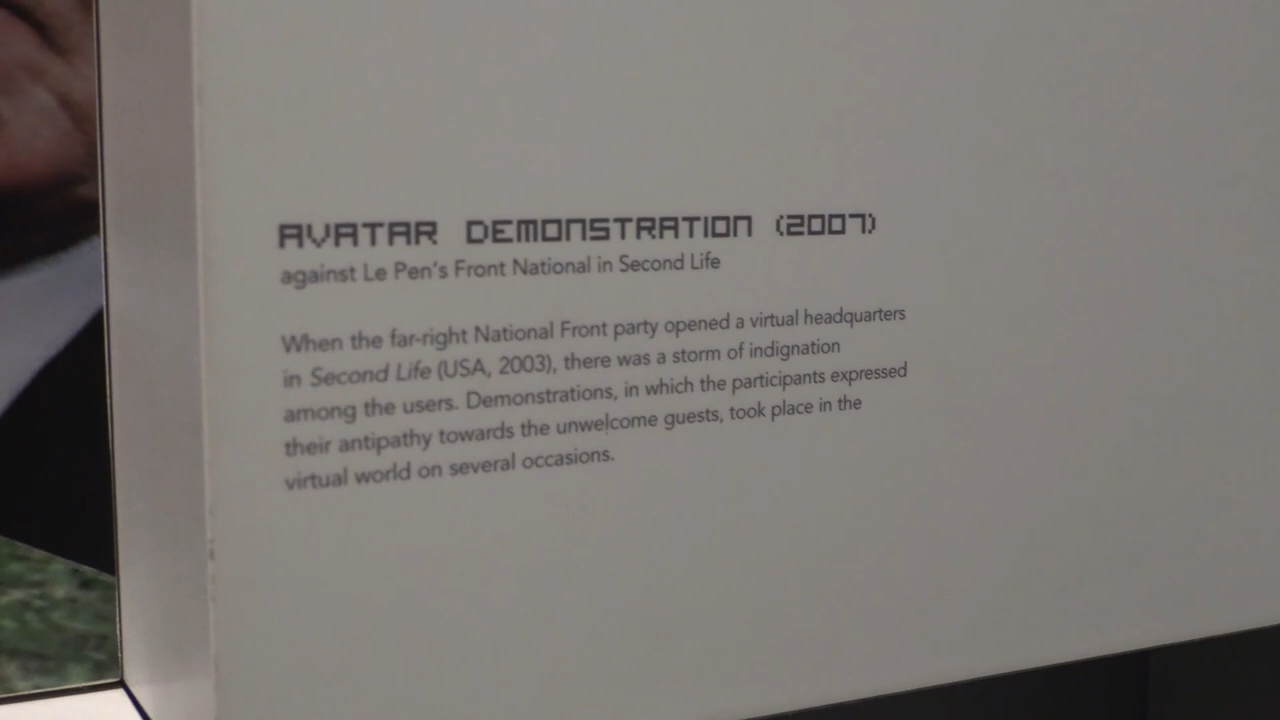 AVATAR DEMONSTRATION (2007)
against Le Pen's Front National in Second Life
When the far-right National Front party opened a virtual headquarters
in Second Life (USA, 2003), there was a storm of indignation
among the users. Demonstrations, in which the participants expressed
their antipathy towards the unwelcome guests, took place in the
virtual world on several occasions.